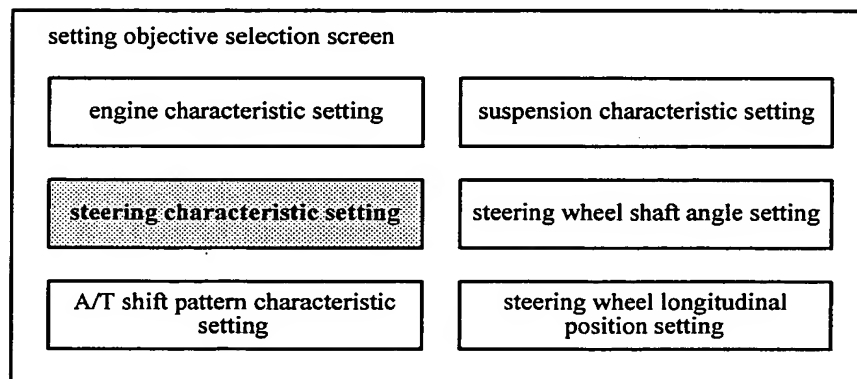 setting objective selection screen
engine characteristic setting
suspension characteristic setting
steering characteristic setting
steering wheel shaft angle setting
A/T shift pattern characteristic
setting
steering wheel longitudinal
position setting